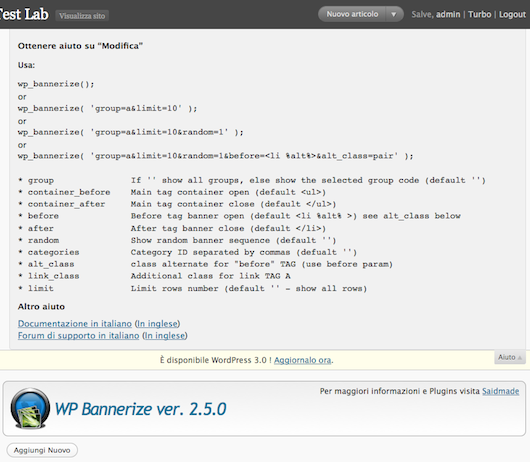 Test Lab Visualizza sito Nuovo articolo Salve, admin | Turbo | Logout
Ottenere aiuto su "Modifica"
Usa:
wp_bannerize();
or
wp_bannerize( 'group=a&limit=10' );
or
wp_bannerize( 'group=a&limit=10&random=1' );
or
wp_bannerize( 'group=a&limit=10&random=1&before=<li %alt%>&alt_class=pair' );
* group If '' show all groups, else show the selected group code (default '')
* container_before Main tag container open (default <ul>)
* container_after Main tag container close (default </ul>)
* before Before tag banner open (default <li %alt% >) see alt_class below
* after After tag banner close (default </li>)
* random Show random banner sequence (default '')
* categories Category ID separated by commas (defualt '')
* alt_class class alternate for "before" TAG (use before param)
* link_class Additional class for link TAG A
* limit Limit rows number (default '' - show all rows)
Altro aiuto
Documentazione in italiano (In inglese)
Forum di supporto in italiano (In inglese)
È disponibile WordPress 3.0 ! Aggiornalo ora.
Aiuto
Per maggiori informazioni e Plugins visita Saidmade
WP Bannerize ver. 2.5.0
Aggiungi Nuovo